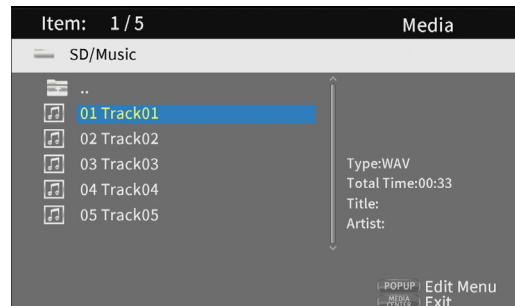 Item: 1/5 Media
SD/Music
..
01 Track01
02 Track02
03 Track03
04 Track04
05 Track05
Type:WAV
Total Time:00:33
Title:
Artist:
POPUP Edit Menu
MEDIA CENTER Exit